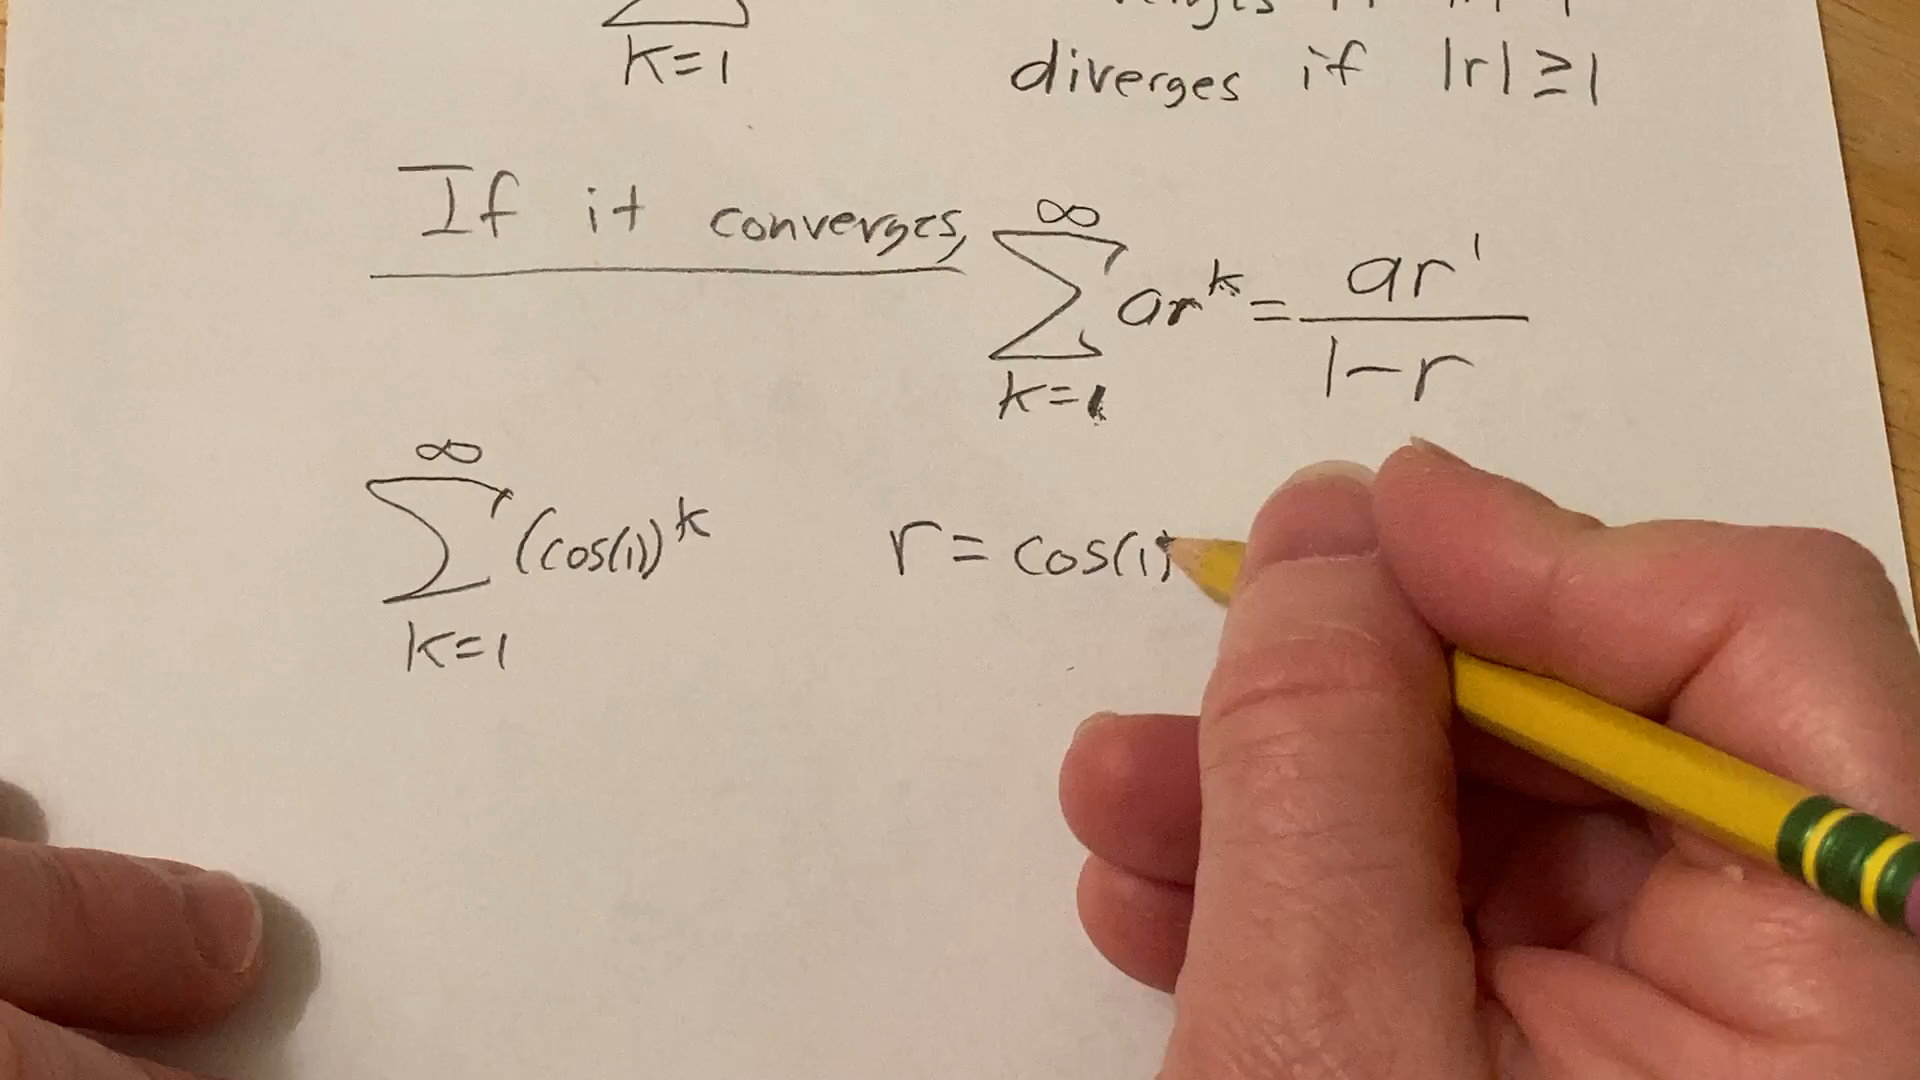 k=1
diverges if |r| ≥ 1
If it converges, ∞ ∑ k=1 ar^k = ar^1 / 1-r
∞ ∑ k=1 (cos(1))^k r = cos(1)